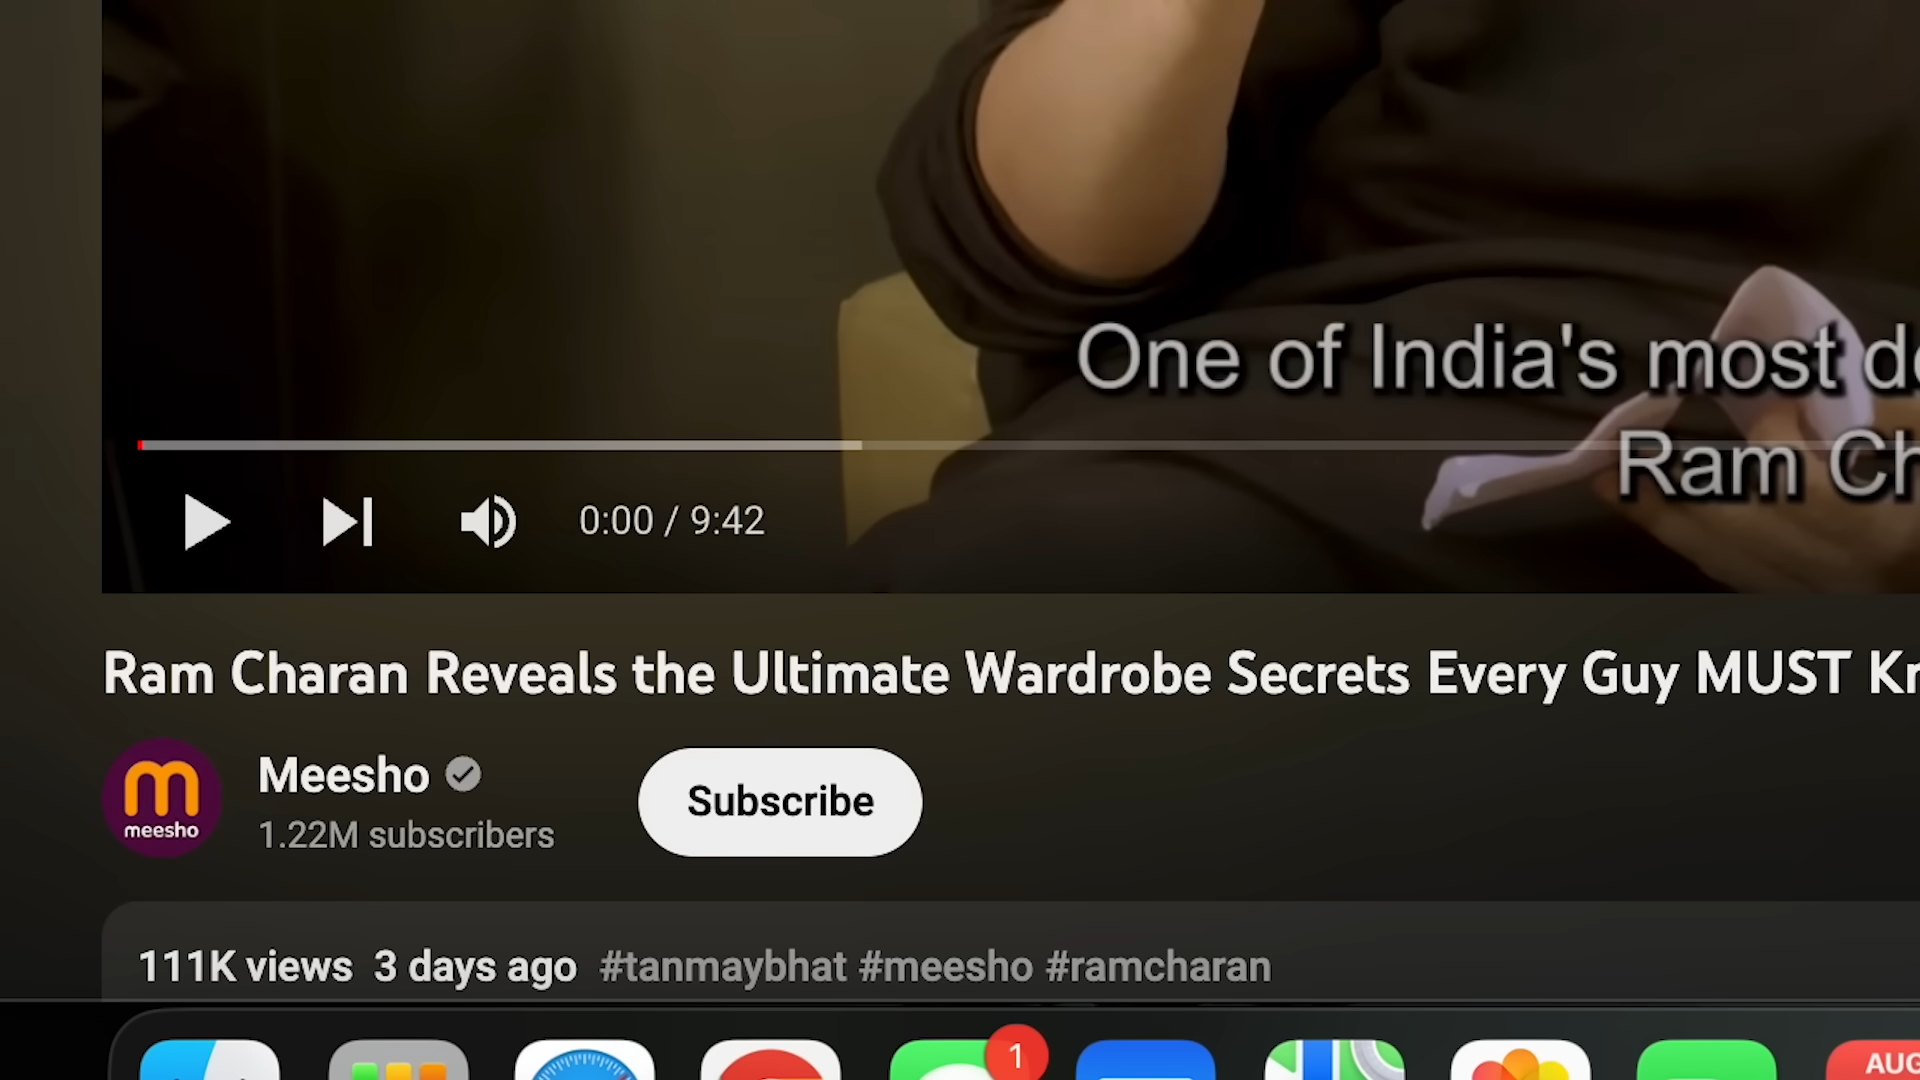 One of India's most
Ram
0:00 / 9:42
Ram Charan Reveals the Ultimate Wardrobe Secrets Every Guy MUST
Meesho
meesho
1.22M subscribers
Subscribe
111K views 3 days ago #tanmaybhat #meesho #ramcharan
1
AUG